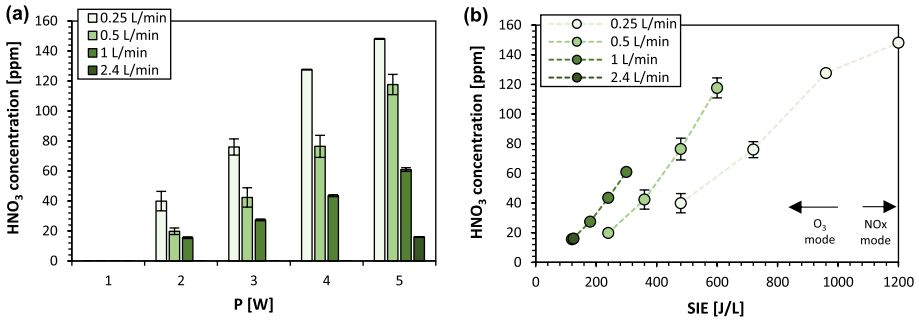 (a)
160
140
120
100
80
60
40
20
0
HNO3 concentration [ppm]
0.25 L/min
0.5 L/min
1 L/min
2.4 L/min
1 2 3 4 5
P [W]
(b)
160
140
120
100
80
60
40
20
0
HNO3 concentration [ppm]
0.25 L/min
0.5 L/min
1 L/min
2.4 L/min
O3 mode
NOx mode
0 200 400 600 800 1000 1200
SIE [J/L]